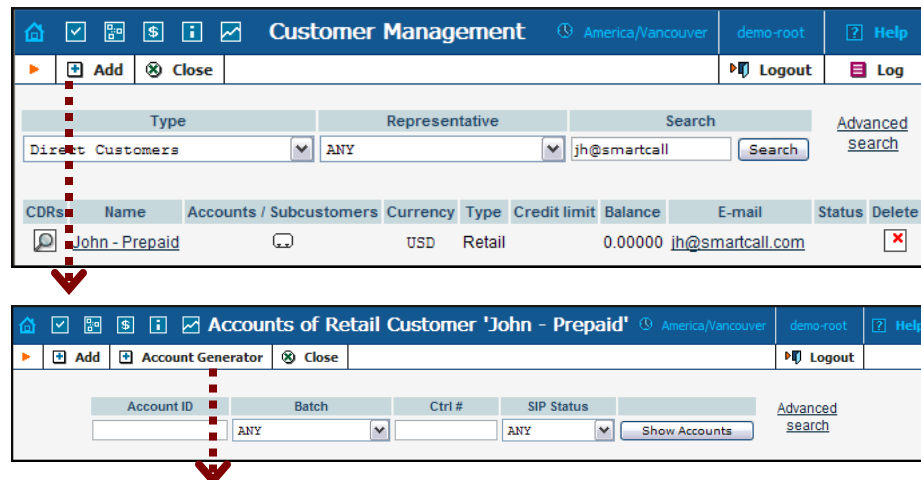 Customer Management America/Vancouver demo-root ? Help
Add Close Logout Log
Type Representative Search Advanced search
Direct Customers ANY jh@smartcall Search
CDRs Name Accounts / Subcustomers Currency Type Credit limit Balance E-mail Status Delete
John - Prepaid USD Retail 0.00000 jh@smartcall.com
Accounts of Retail Customer 'John - Prepaid' America/Vancouver demo-root ? Help
Add Account Generator Close Logout
Account ID Batch Ctrl # SIP Status Advanced search
ANY ANY Show Accounts